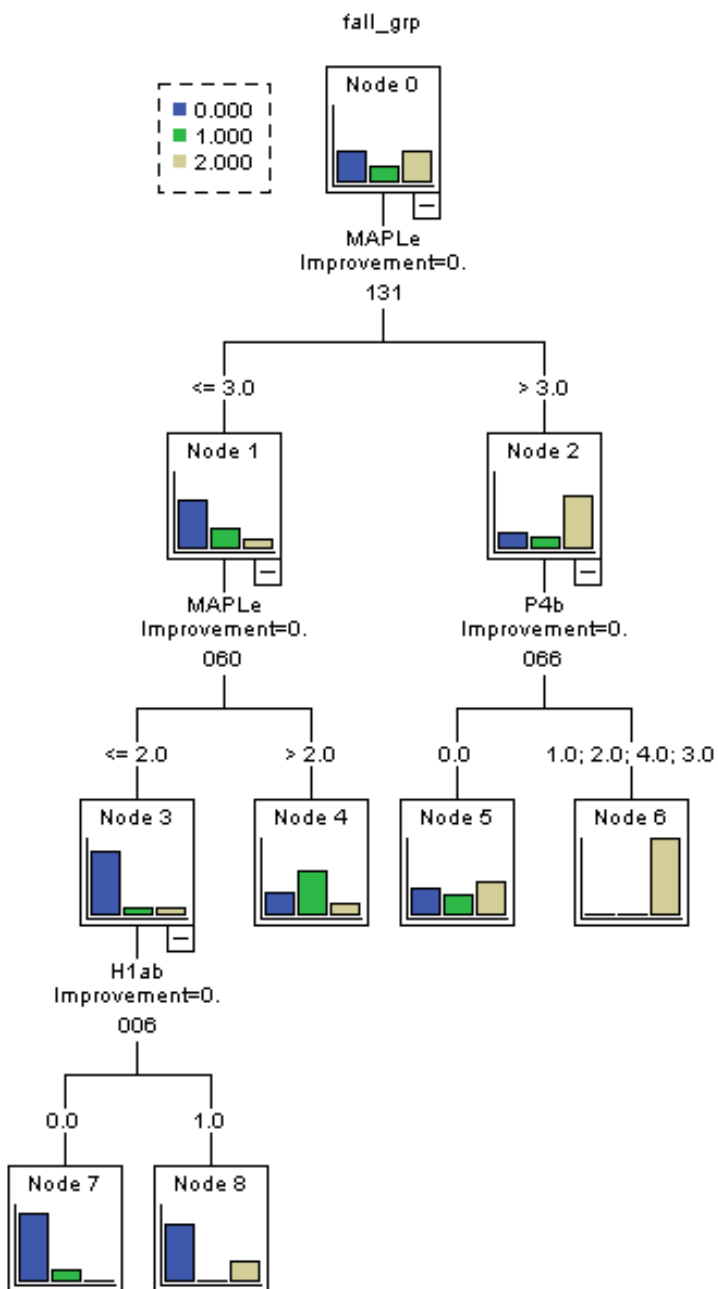 fall_grp
0.000
1.000
2.000
Node 0
MAPLe
Improvement=0.
131
<= 3.0
> 3.0
Node 1
Node 2
MAPLe
Improvement=0.
060
P4b
Improvement=0.
066
<= 2.0
> 2.0
0.0
1.0; 2.0; 4.0; 3.0
Node 3
Node 4
Node 5
Node 6
H1ab
Improvement=0.
006
0.0
1.0
Node 7
Node 8